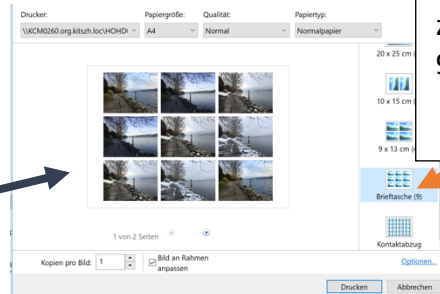 Drucker: Papiergröße: Qualität: Papiertyp:
\\KCM0260.org.kitszh.loc\HOHD A4 Normal Normalpapier
20 x 25 cm (
10 x 15 cm (
9 x 13 cm (
Brieftasche (9)
Kontaktabzug
1 von 2 Seiten
Kopien pro Bild: 1 Bild an Rahmen
anpassen
Optionen...
Drucken Abbrechen